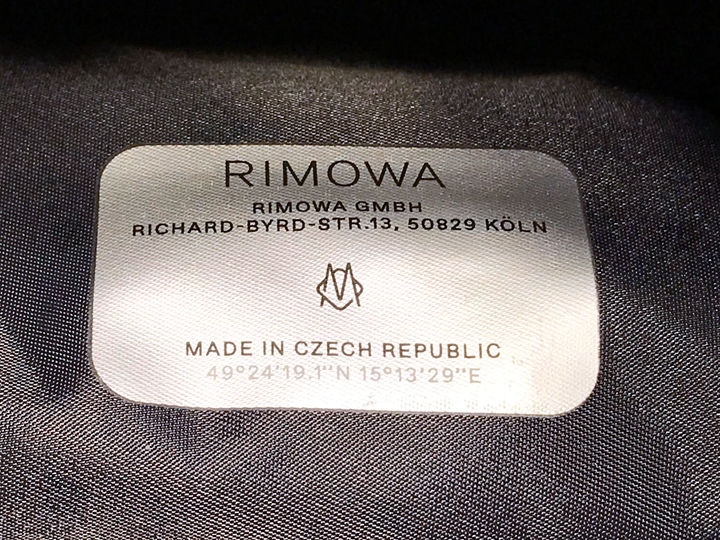 RIMOWA
RIMOWA GMBH
RICHARD-BYRD-STR.13, 50829 KÖLN
MADE IN CZECH REPUBLIC
49°24'19.1"N 15°13'29"E